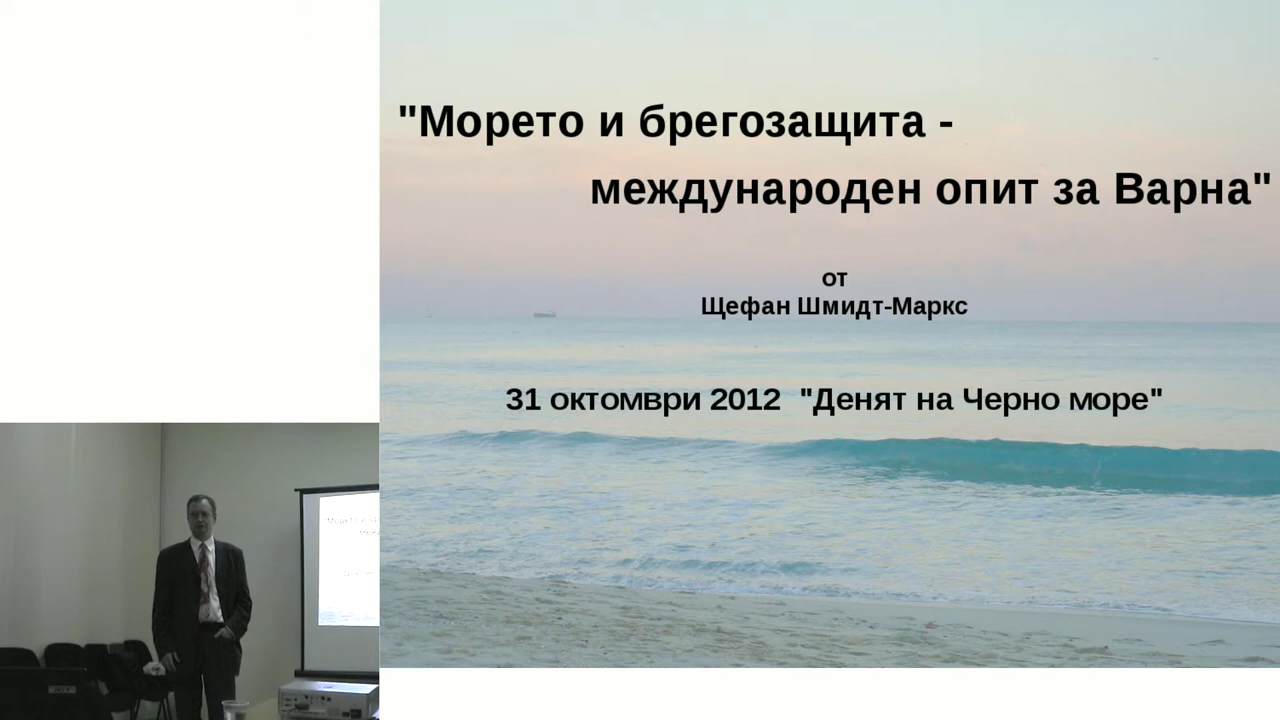 "Морето и брегозащита -
международен опит за Варна"
от
Щефан Шмидт-Маркс
31 октомври 2012 "Денят на Черно море"